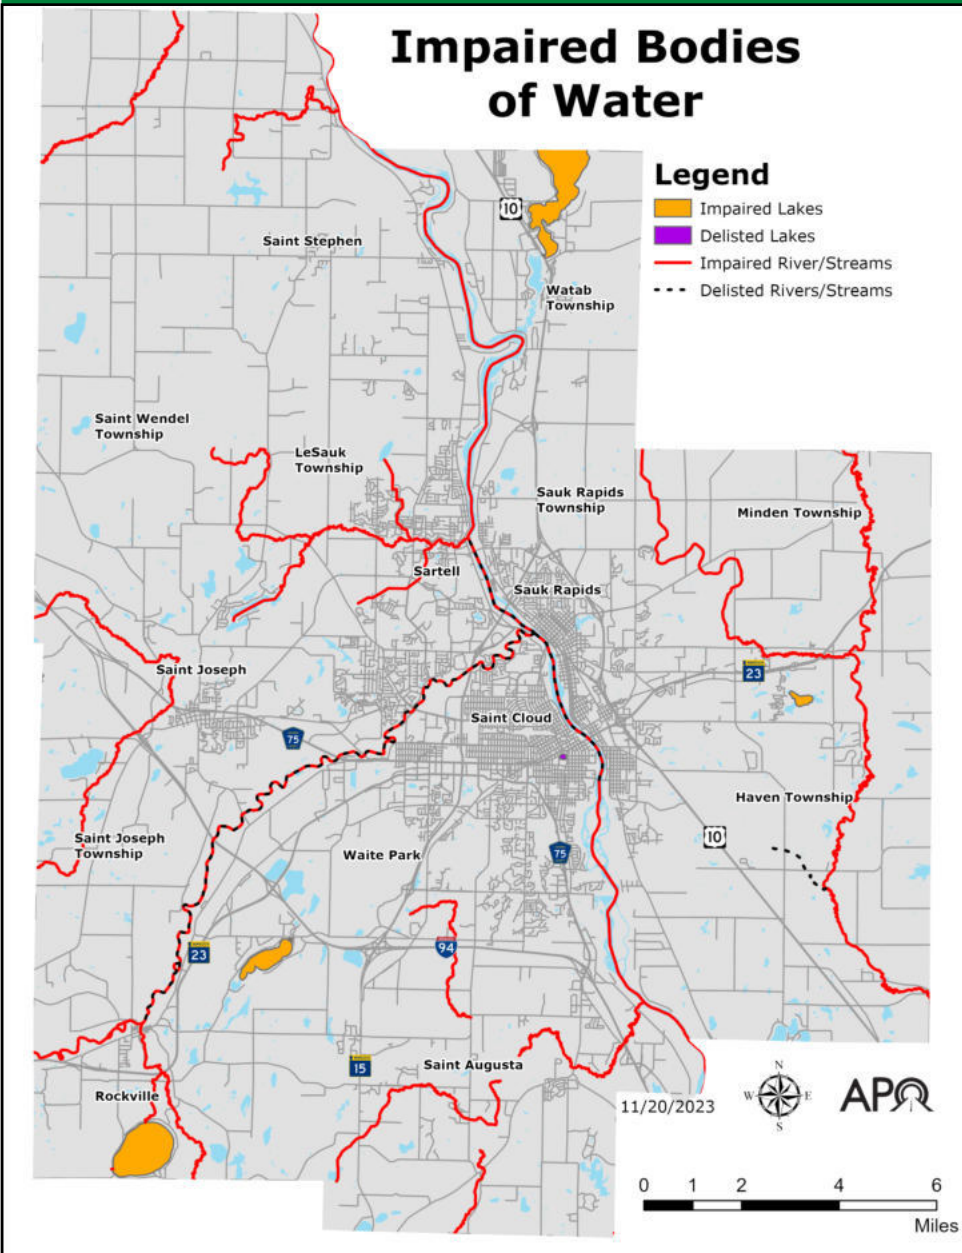 Impaired Bodies
of Water
Legend
Impaired Lakes
Delisted Lakes
Impaired River/Streams
Delisted Rivers/Streams
10
Saint Stephen
Watab
Township
Saint Wendel
Township
LeSauk
Township
Sauk Rapids
Township
Minden Township
Sartell
Sauk Rapids
Saint Joseph
23
Saint Cloud
75
Haven Township
10
Saint Joseph
Township
Waite Park
75
23
94
15
Saint Augusta
Rockville
11/20/2023
N
W
E
S
APO
0 1 2 4 6
Miles